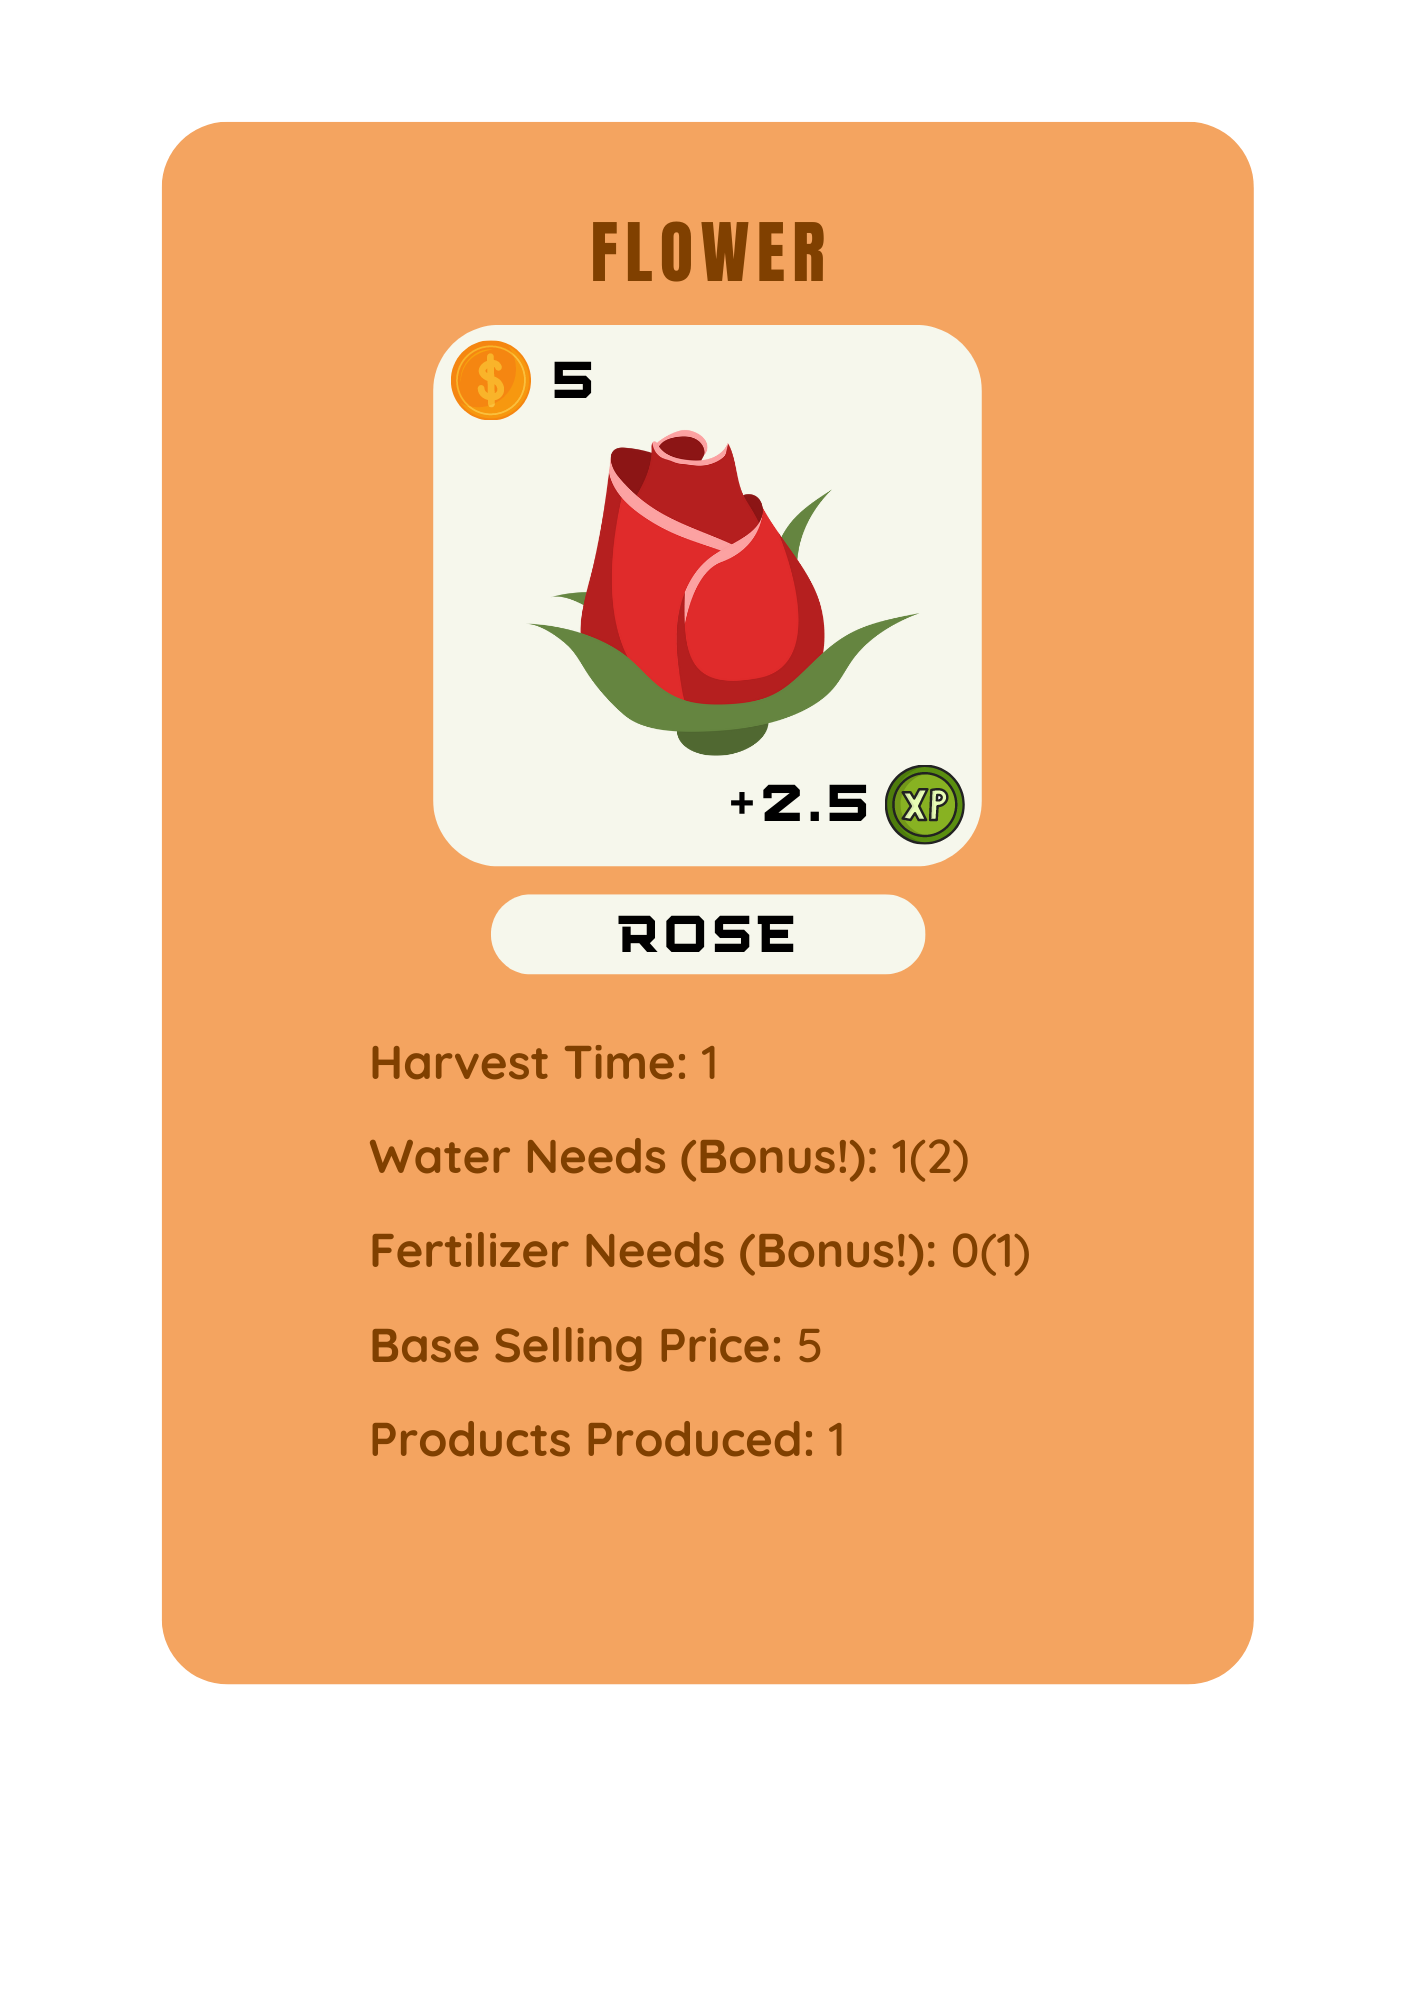 FLOWER
$ 5
+2.5 XP
ROSE
Harvest Time: 1
Water Needs (Bonus!): 1(2)
Fertilizer Needs (Bonus!): 0(1)
Base Selling Price: 5
Products Produced: 1